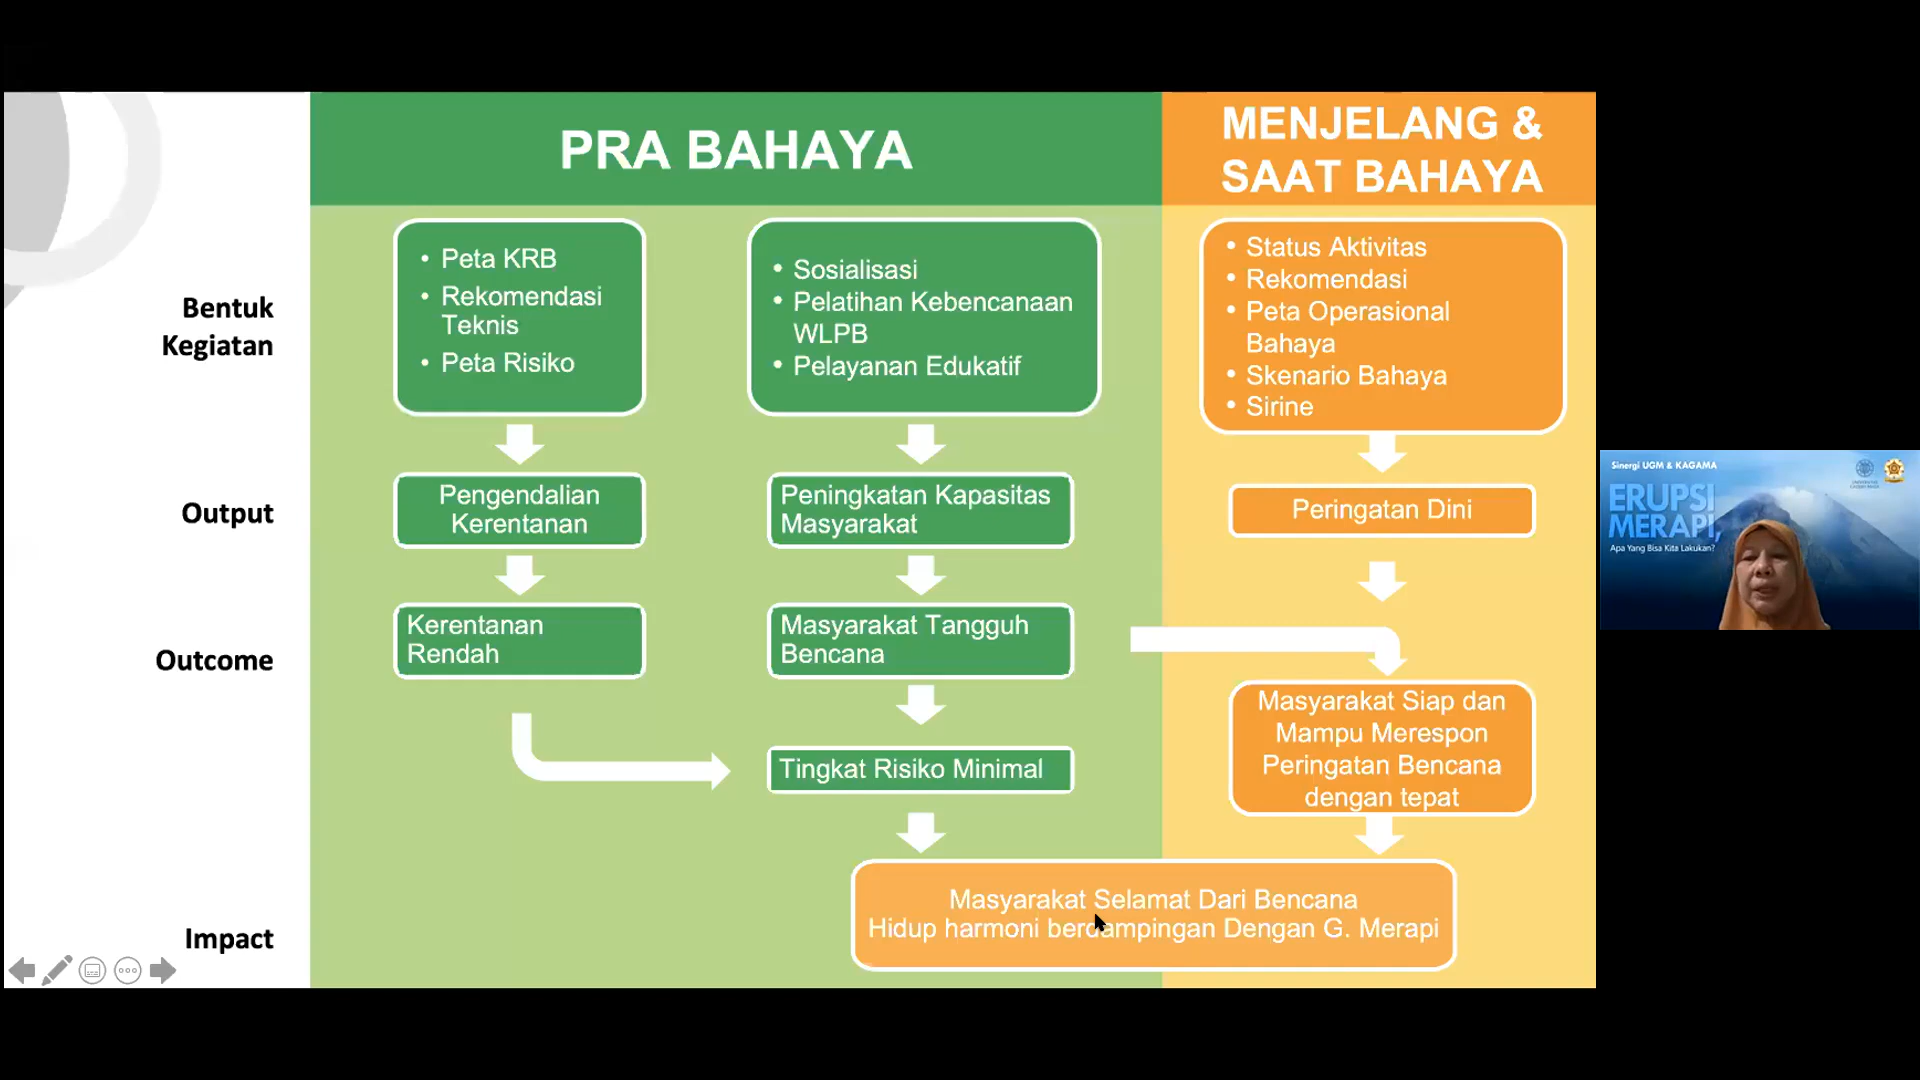 PRA BAHAYA
MENJELANG &
SAAT BAHAYA
Bentuk
Kegiatan
• Peta KRB
• Rekomendasi
Teknis
• Peta Risiko
• Sosialisasi
• Pelatihan Kebencanaan
WLPB
• Pelayanan Edukatif
• Status Aktivitas
• Rekomendasi
• Peta Operasional
Bahaya
• Skenario Bahaya
• Sirine
Output
Pengendalian
Kerentanan
Peningkatan Kapasitas
Masyarakat
Peringatan Dini
Outcome
Kerentanan
Rendah
Masyarakat Tangguh
Bencana
Tingkat Risiko Minimal
Masyarakat Siap dan
Mampu Merespon
Peringatan Bencana
dengan tepat
Impact
Masyarakat Selamat Dari Bencana
Hidup harmoni berdampingan Dengan G. Merapi
Sinergi UGM & KAGAMA
ERUPSI
MERAPI,
Apa Yang Bisa Kita Lakukan?